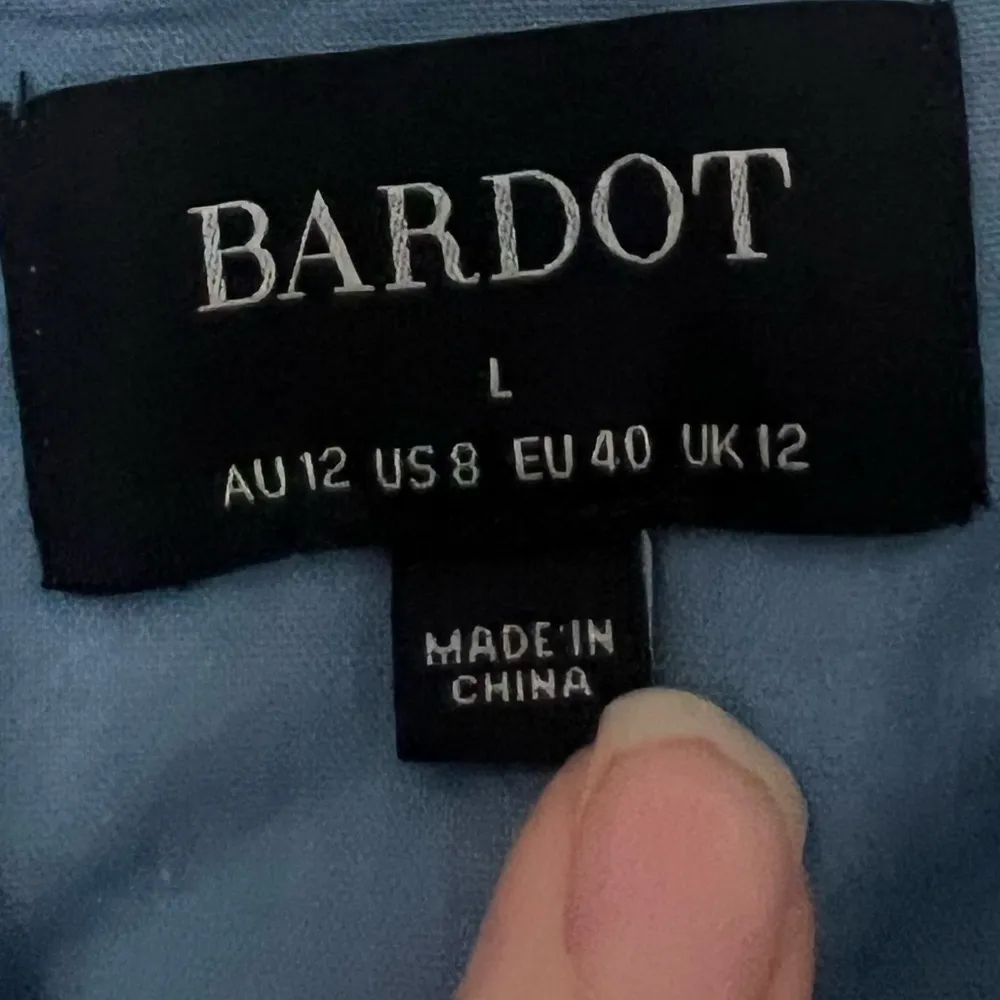 BARDOT
L
AU 12 US 8 EU 40 UK 12
MADE IN
CHINA